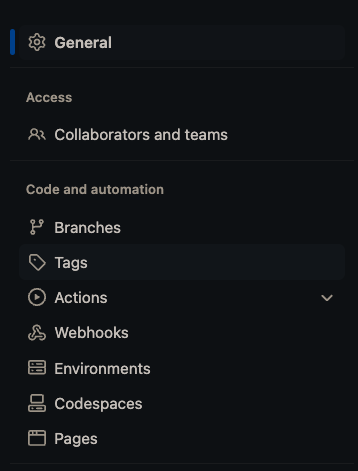 General
Access
Collaborators and teams
Code and automation
Branches
Tags
Actions
Webhooks
Environments
Codespaces
Pages